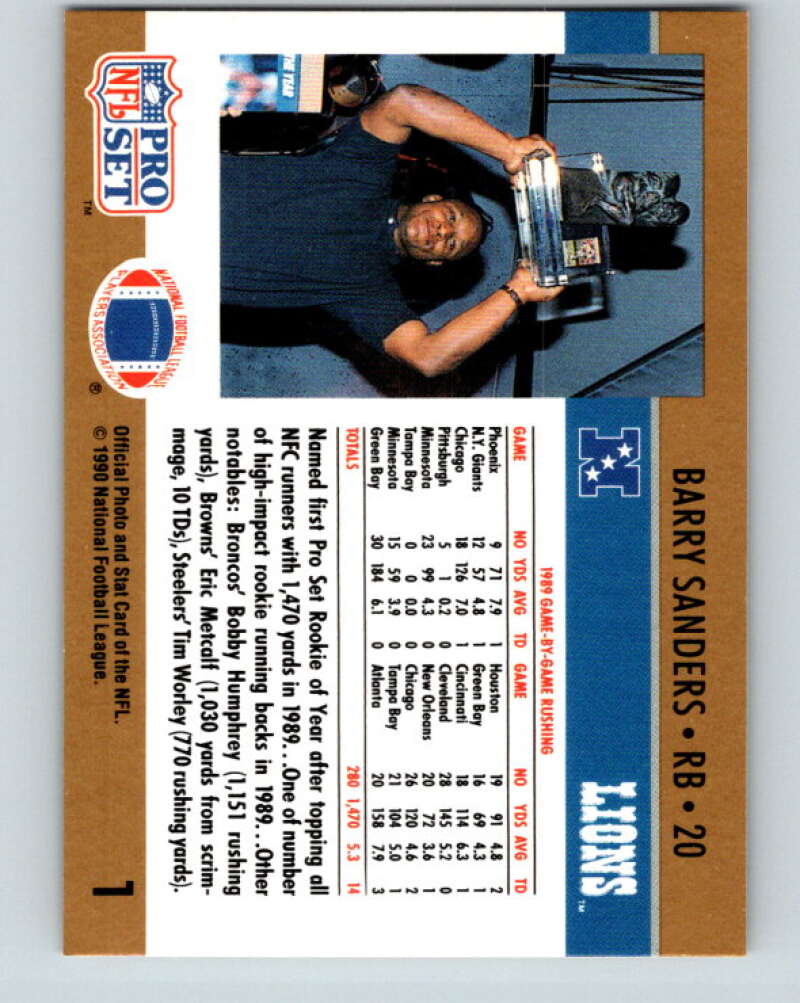 BARRY SANDERS • RB • 20
LIONS™
N
THE YEAR
1989 GAME-BY-GAME RUSHING
GAME NO YDS AVG TD GAME NO YDS AVG TD
Phoenix 9 71 7.9 1 Houston 19 91 4.8 2
N.Y. Giants 12 57 4.8 1 Green Bay 16 69 4.3 1
Chicago 18 126 7.0 1 Cincinnati 18 114 6.3 1
Pittsburgh 5 1 0.2 0 Cleveland 28 145 5.2 0
Minnesota 23 99 4.3 0 New Orleans 20 72 3.6 1
Tampa Bay 0 0 0.0 0 Chicago 26 120 4.6 2
Minnesota 15 59 3.9 0 Tampa Bay 21 104 5.0 1
Green Bay 30 184 6.1 0 Atlanta 20 158 7.9 3
TOTALS 280 1,470 5.3 14
Named first Pro Set Rookie of Year after topping all
NFC runners with 1,470 yards in 1989...One of number
of high-impact rookie running backs in 1989...Other
notables: Broncos' Bobby Humphrey (1,151 rushing
yards), Browns' Eric Metcalf (1,030 yards from scrim-
mage, 10 TDs), Steelers' Tim Worley (770 rushing yards).
PRO
NFL SET
™
NATIONAL FOOTBALL LEAGUE
PLAYERS ASSOCIATION
®
Official Photo and Stat Card of the NFL.
© 1990 National Football League.
1